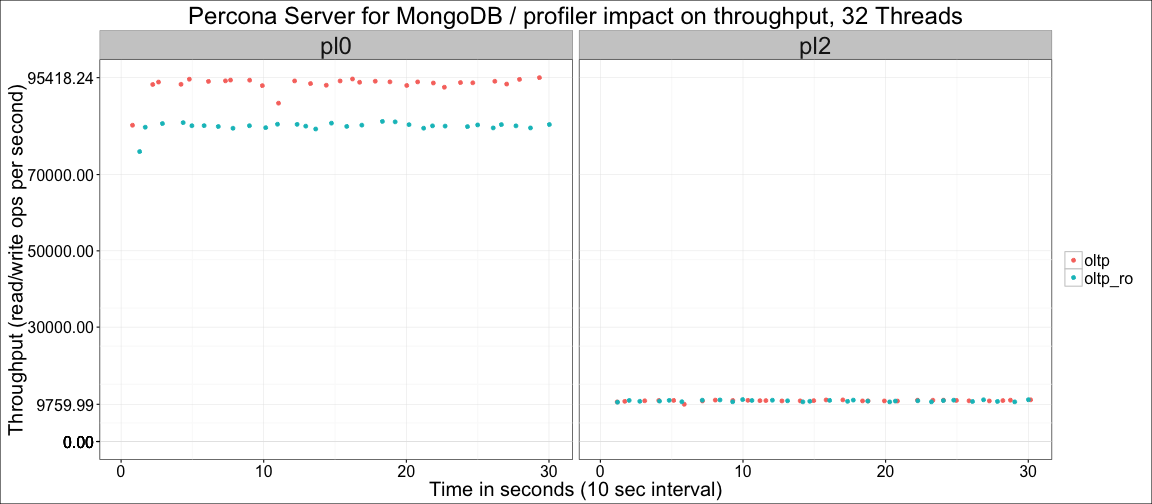 Percona Server for MongoDB / profiler impact on throughput, 32 Threads
pl0
pl2
Throughput (read/write ops per second)
95418.24
70000.00
50000.00
30000.00
9759.99
0.00
0 10 20 30
0 10 20 30
Time in seconds (10 sec interval)
oltp
oltp_ro